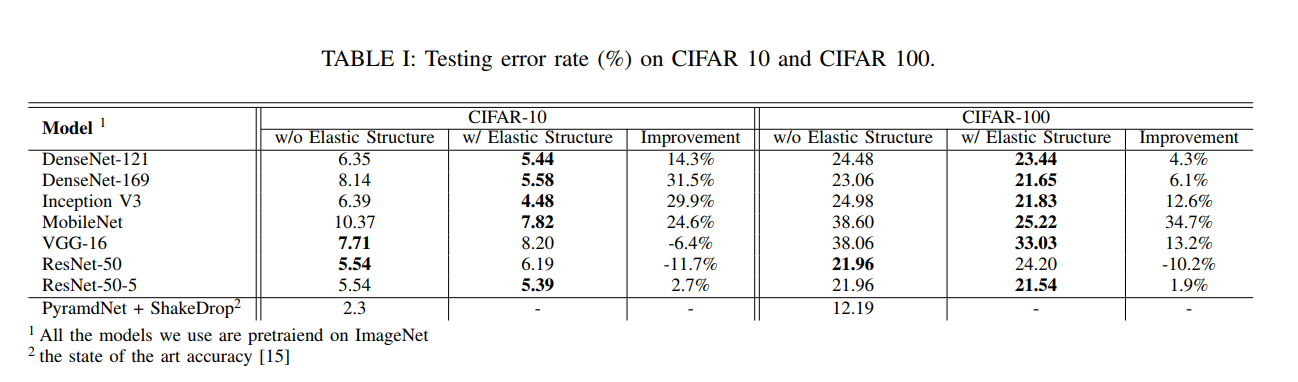 TABLE I: Testing error rate (%) on CIFAR 10 and CIFAR 100.
Model 1 CIFAR-10 CIFAR-100
w/o Elastic Structure w/ Elastic Structure Improvement w/o Elastic Structure w/ Elastic Structure Improvement
DenseNet-121 6.35 5.44 14.3% 24.48 23.44 4.3%
DenseNet-169 8.14 5.58 31.5% 23.06 21.65 6.1%
Inception V3 6.39 4.48 29.9% 24.98 21.83 12.6%
MobileNet 10.37 7.82 24.6% 38.60 25.22 34.7%
VGG-16 7.71 8.20 -6.4% 38.06 33.03 13.2%
ResNet-50 5.54 6.19 -11.7% 21.96 24.20 -10.2%
ResNet-50-5 5.54 5.39 2.7% 21.96 21.54 1.9%
PyramdNet + ShakeDrop2 2.3 - - 12.19 - -
1 All the models we use are pretraiend on ImageNet
2 the state of the art accuracy [15]